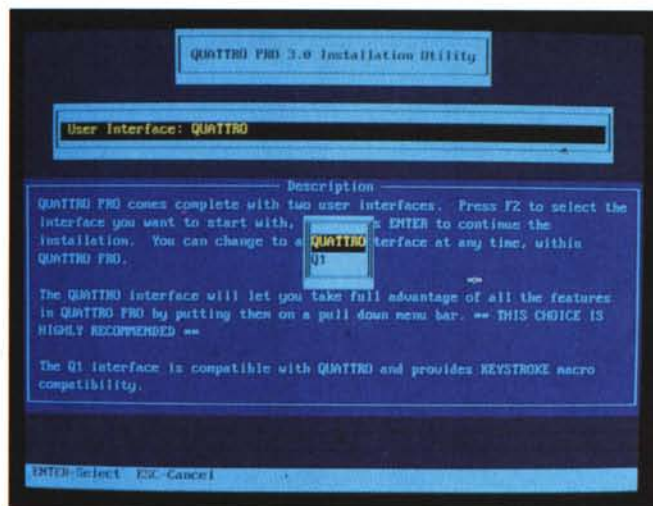 QUATTRO PRO 3.0 Installation Utility
User Interface: QUATTRO
Description
QUATTRO PRO comes complete with two user interfaces. Press F2 to select the
interface you want to start with, s ENTER to continue the
installation. You can change to a terface at any time, within
QUATTRO PRO.
QUATTRO
Q1
The QUATTRO interface will let you take full advantage of all the features
in QUATTRO PRO by putting them on a pull down menu bar. == THIS CHOICE IS
HIGHLY RECOMMENDED ==
The Q1 interface is compatible with QUATTRO and provides KEYSTROKE macro
compatibility.
ENTER-Select ESC-Cancel